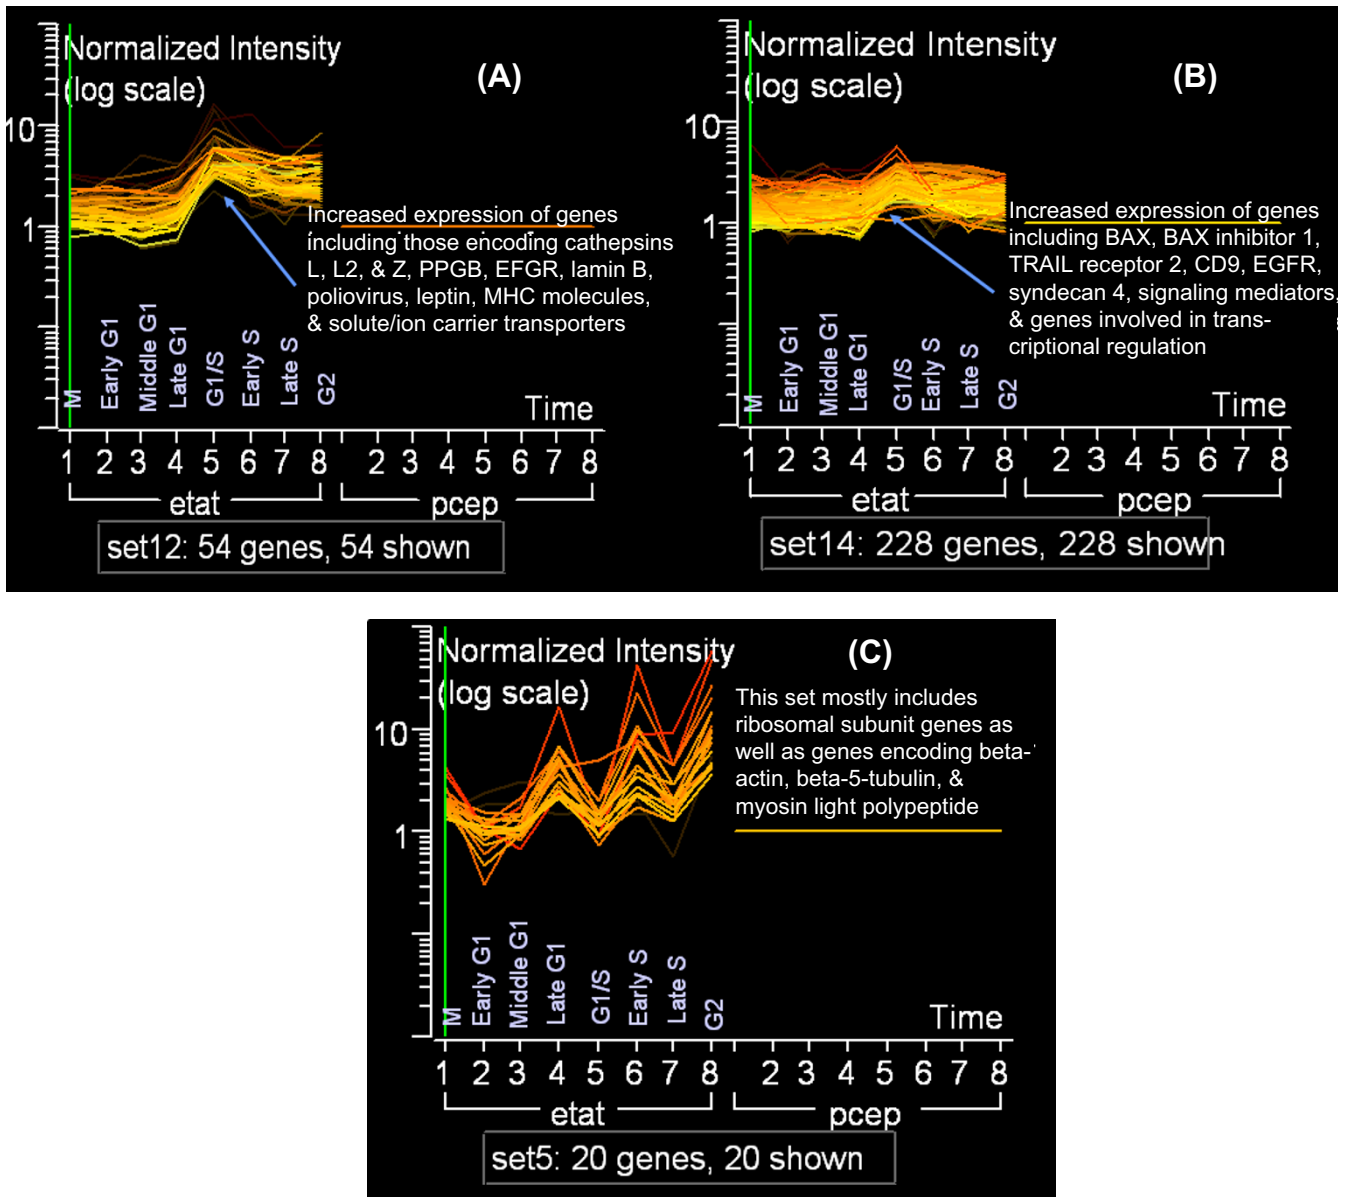 Normalized Intensity
(log scale)
(A)
10
1
Increased expression of genes
including those encoding cathepsins
L, L2, & Z, PPGB, EFGR, lamin B,
poliovirus, leptin, MHC molecules,
& solute/ion carrier transporters
M
Early G1
Middle G1
Late G1
G1/S
Early S
Late S
G2
Time
1 2 3 4 5 6 7 8 2 3 4 5 6 7 8
etat pcep
set12: 54 genes, 54 shown
Normalized Intensity
(log scale)
(B)
10
1
Increased expression of genes
including BAX, BAX inhibitor 1,
TRAIL receptor 2, CD9, EGFR,
syndecan 4, signaling mediators,
& genes involved in trans-
criptional regulation
M
Early G1
Middle G1
Late G1
G1/S
Early S
Late S
G2
Time
1 2 3 4 5 6 7 8 2 3 4 5 6 7 8
etat pcep
set14: 228 genes, 228 shown
Normalized Intensity
(log scale)
(C)
10
1
This set mostly includes
ribosomal subunit genes as
well as genes encoding beta-
actin, beta-5-tubulin, &
myosin light polypeptide
M
Early G1
Middle G1
Late G1
G1/S
Early S
Late S
G2
Time
1 2 3 4 5 6 7 8 2 3 4 5 6 7 8
etat pcep
set5: 20 genes, 20 shown